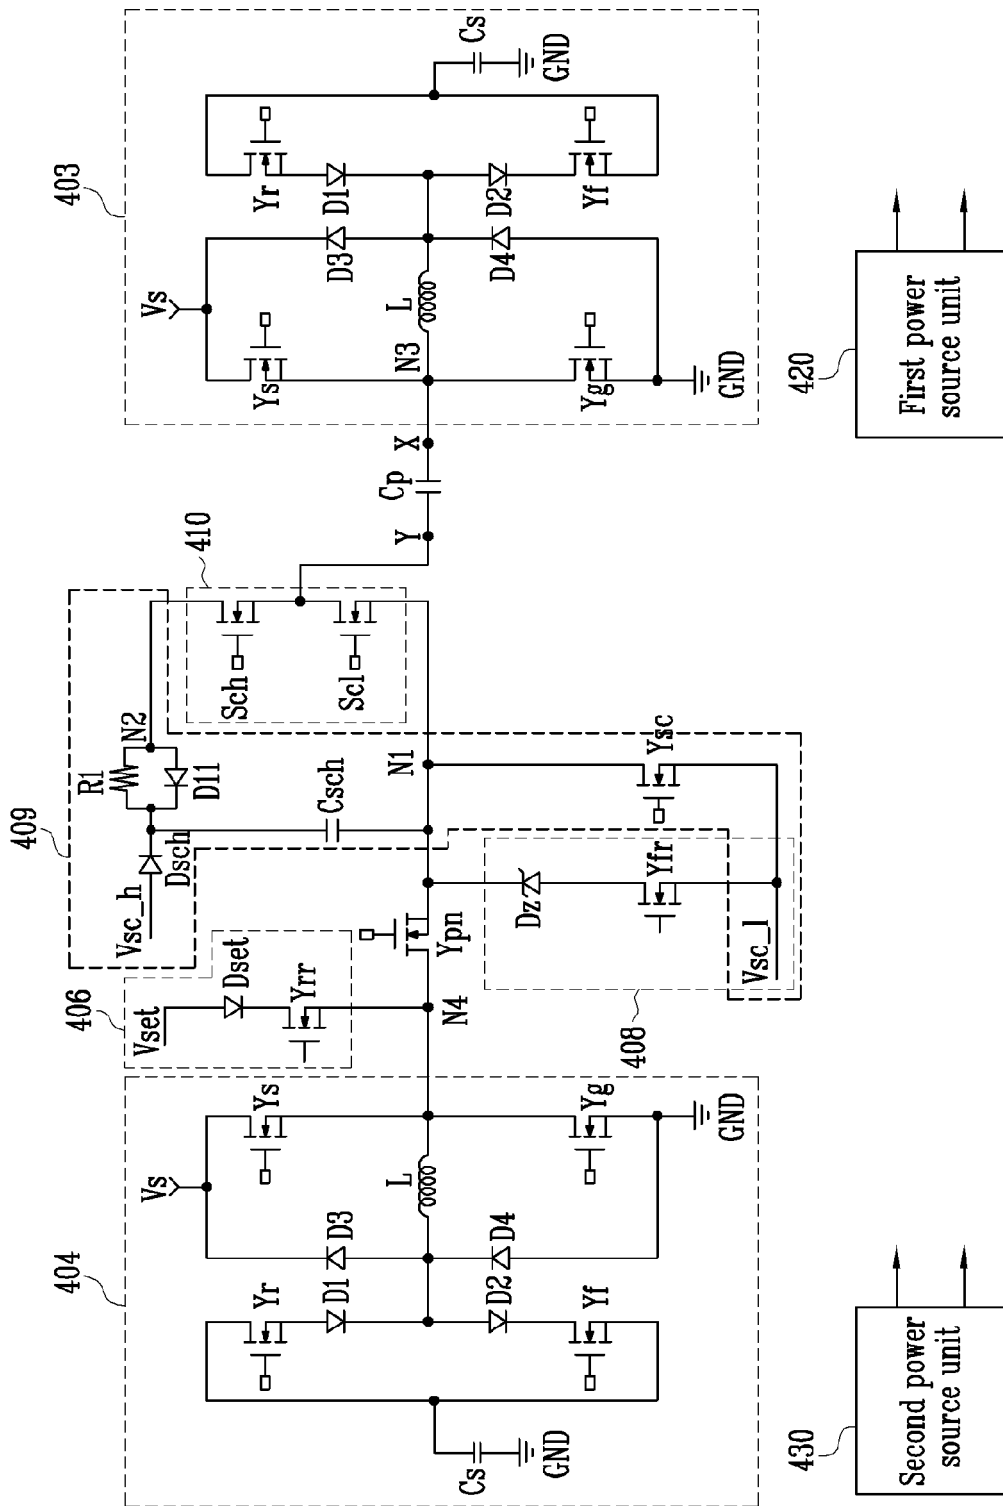 404
Vs
Yr
D1
D3
Ys
L
Cs
GND
D2
D4
Yf
Yg
GND
406
Vset
Dset
Yrr
N4
Ypn
409
Vsc_h
Dsch
R1
D11
N2
Csch
N1
408
Dz
Yfr
Ysc
Vsc_l
410
Sch
Scl
Y
Cp
X
403
Vs
Ys
D3
Yr
D1
N3
L
Cs
GND
Yg
D4
D2
Yf
GND
430
Second power
source unit
420
First power
source unit